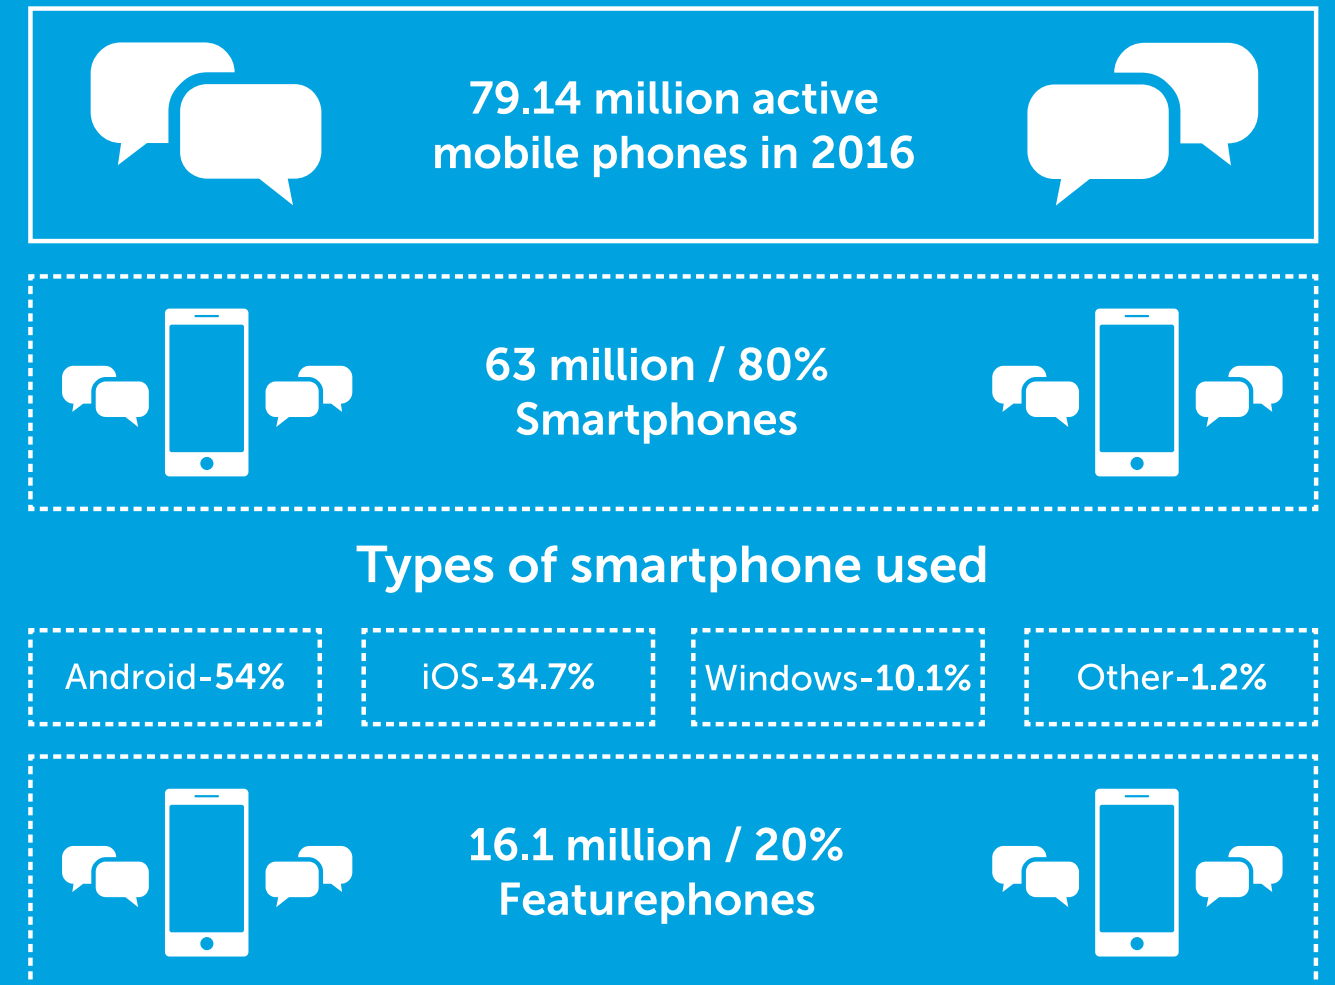 79.14 million active
mobile phones in 2016
63 million / 80%
Smartphones
Types of smartphone used
Android-54%
iOS-34.7%
Windows-10.1%
Other-1.2%
16.1 million / 20%
Featurephones